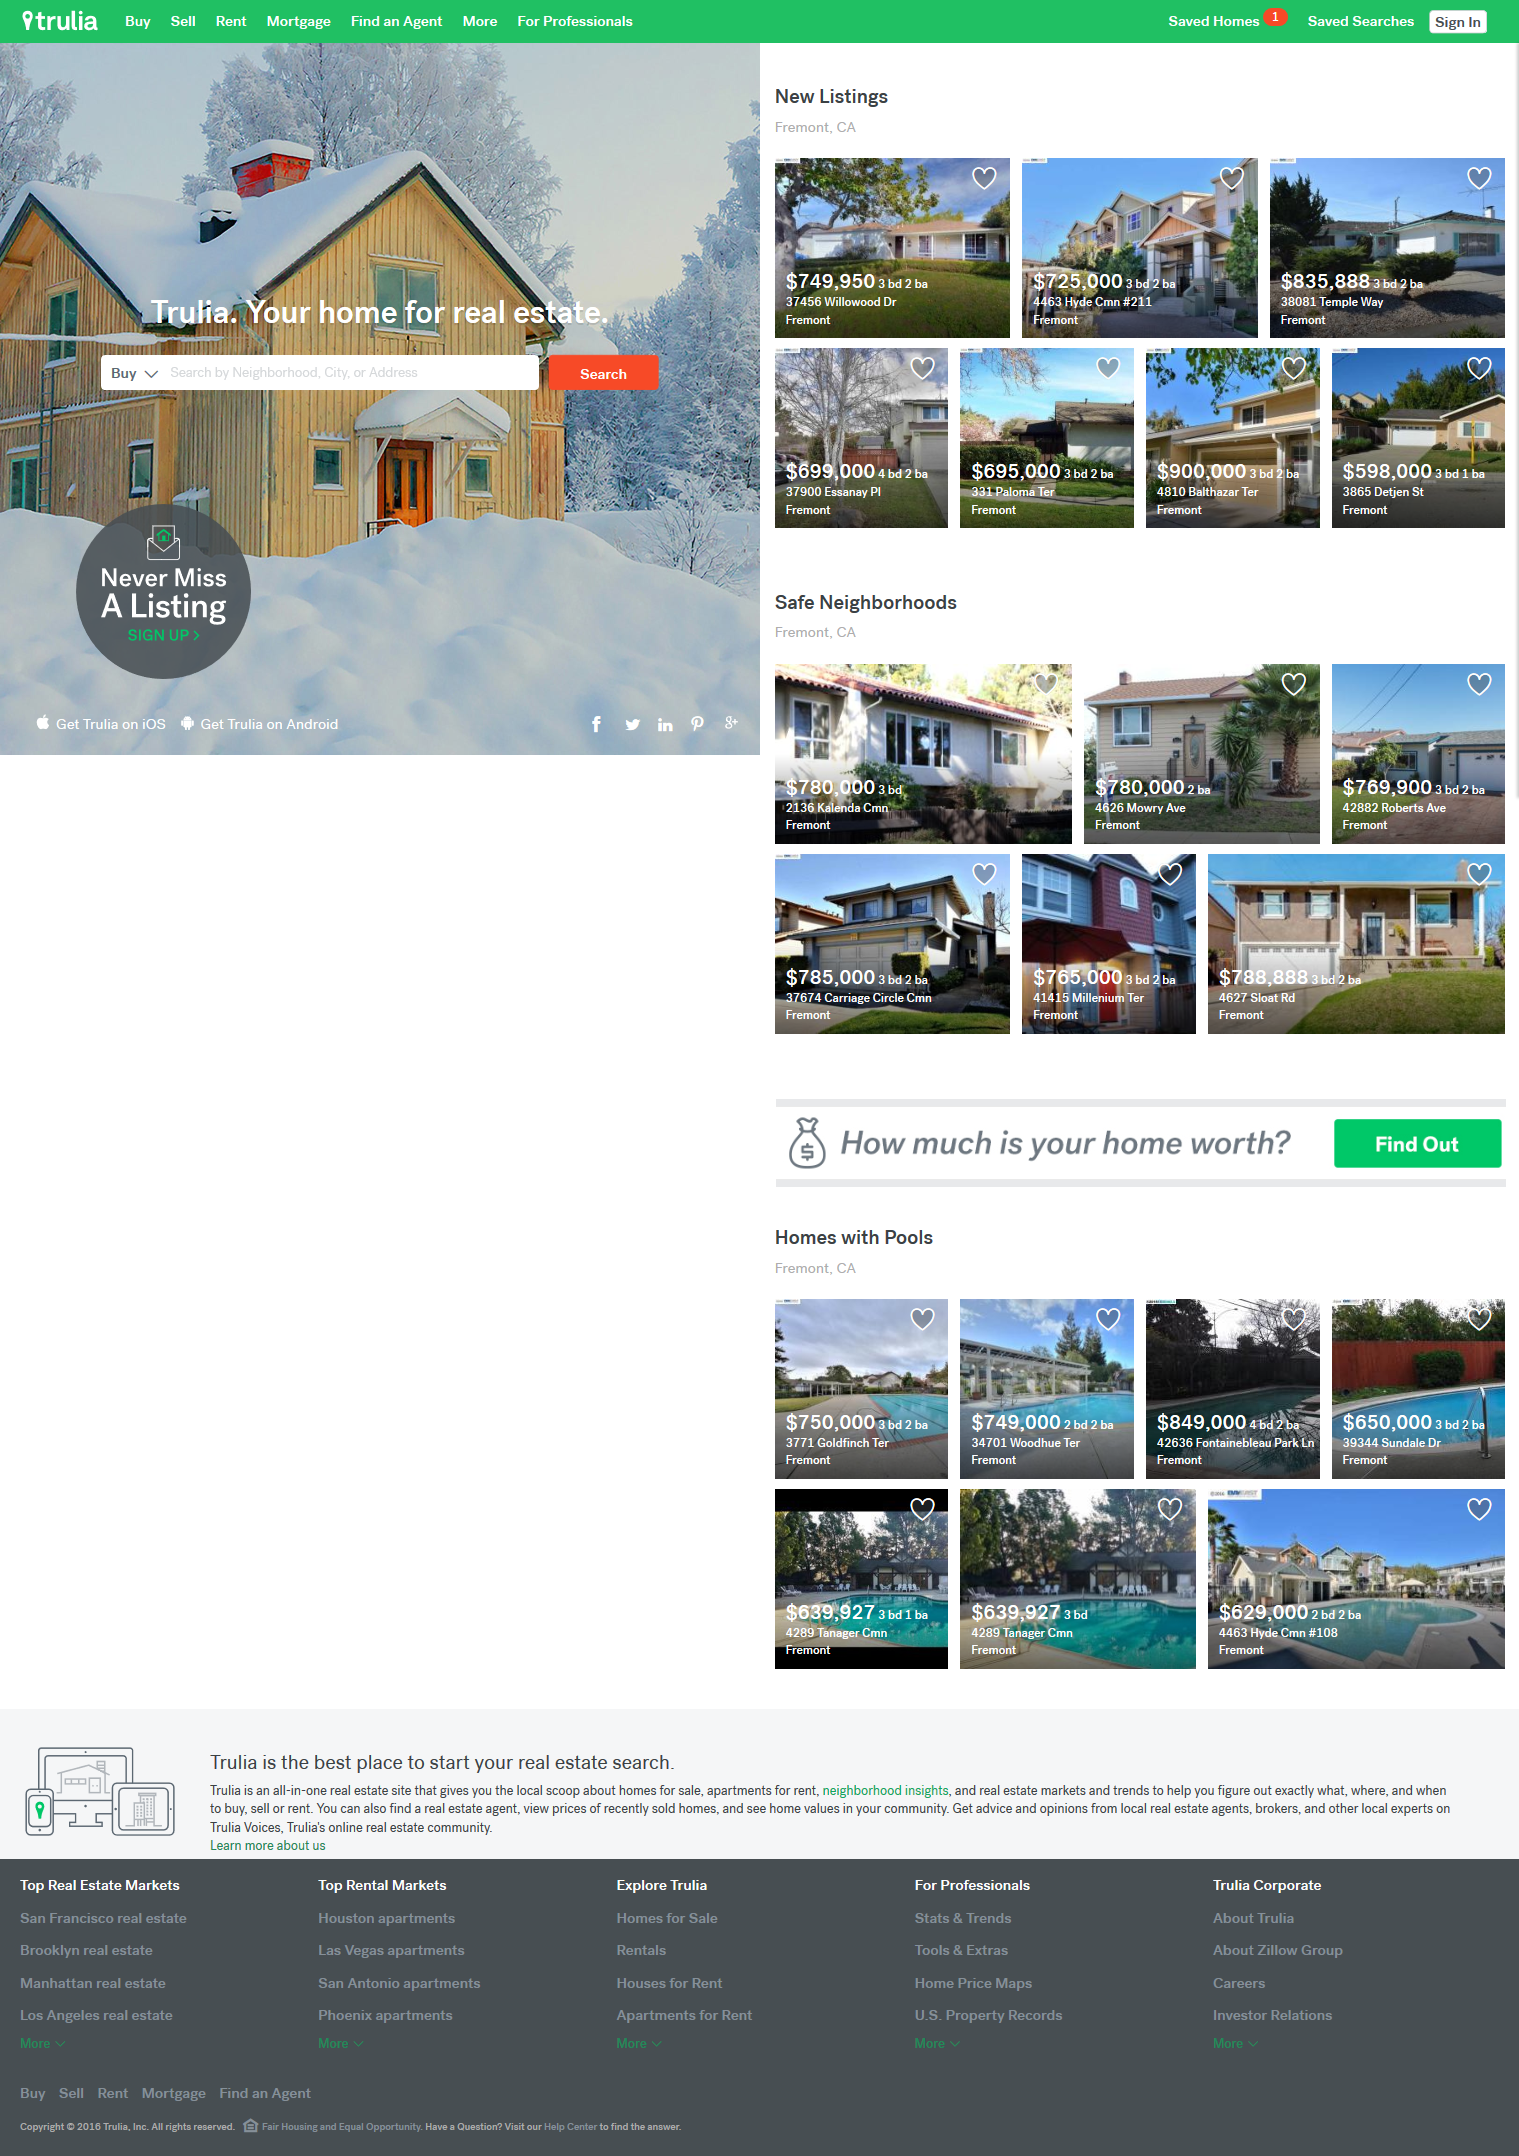 trulia
Buy Sell Rent Mortgage Find an Agent More For Professionals
Saved Homes 1 Saved Searches Sign In
Trulia. Your home for real estate.
Buy Search by Neighborhood, City, or Address Search
Never Miss
A Listing
SIGN UP >
Get Trulia on iOS Get Trulia on Android
New Listings
Fremont, CA
$749,950 3 bd 2 ba
37456 Willowood Dr
Fremont
$725,000 3 bd 2 ba
4463 Hyde Cmn #211
Fremont
$835,888 3 bd 2 ba
38081 Temple Way
Fremont
$699,000 4 bd 2 ba
37900 Essanay Pl
Fremont
$695,000 3 bd 2 ba
331 Paloma Ter
Fremont
$900,000 3 bd 2 ba
4810 Balthazar Ter
Fremont
$598,000 3 bd 1 ba
3865 Detjen St
Fremont
Safe Neighborhoods
Fremont, CA
$780,000 3 bd
2136 Kalenda Cmn
Fremont
$780,000 2 ba
4626 Mowry Ave
Fremont
$769,900 3 bd 2 ba
42882 Roberts Ave
Fremont
$785,000 3 bd 2 ba
37674 Carriage Circle Cmn
Fremont
$765,000 3 bd 2 ba
41415 Millenium Ter
Fremont
$788,888 3 bd 2 ba
4627 Sloat Rd
Fremont
How much is your home worth? Find Out
Homes with Pools
Fremont, CA
$750,000 3 bd 2 ba
3771 Goldfinch Ter
Fremont
$749,000 2 bd 2 ba
34701 Woodhue Ter
Fremont
$849,000 4 bd 2 ba
42636 Fontainebleau Park Ln
Fremont
$650,000 3 bd 2 ba
39344 Sundale Dr
Fremont
$639,927 3 bd 1 ba
4289 Tanager Cmn
Fremont
$639,927 3 bd
4289 Tanager Cmn
Fremont
$629,000 2 bd 2 ba
4463 Hyde Cmn #108
Fremont
Trulia is the best place to start your real estate search.
Trulia is an all-in-one real estate site that gives you the local scoop about homes for sale, apartments for rent, neighborhood insights, and real estate markets and trends to help you figure out exactly what, where, and when
to buy, sell or rent. You can also find a real estate agent, view prices of recently sold homes, and see home values in your community. Get advice and opinions from local real estate agents, brokers, and other local experts on
Trulia Voices, Trulia's online real estate community.
Learn more about us
Top Real Estate Markets Top Rental Markets Explore Trulia For Professionals Trulia Corporate
San Francisco real estate Houston apartments Homes for Sale Stats & Trends About Trulia
Brooklyn real estate Las Vegas apartments Rentals Tools & Extras About Zillow Group
Manhattan real estate San Antonio apartments Houses for Rent Home Price Maps Careers
Los Angeles real estate Phoenix apartments Apartments for Rent U.S. Property Records Investor Relations
More More More More More
Buy Sell Rent Mortgage Find an Agent
Copyright © 2016 Trulia, Inc. All rights reserved. Fair Housing and Equal Opportunity. Have a Question? Visit our Help Center to find the answer.